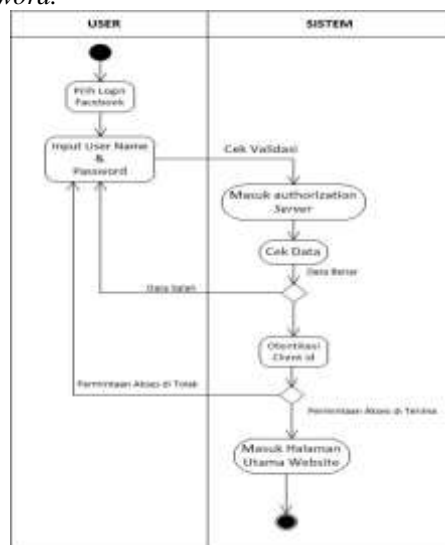 word.
USER
SISTEM
Pilih Login
Facebook
Input User Name
&
Password
Cek Validasi
Masuk authorization
Server
Cek Data
Data Benar
Data Salah
Otentikasi
Client id
Permintaan Akses di Tolak
Permintaan Akses di Terima
Masuk Halaman
Utama Website